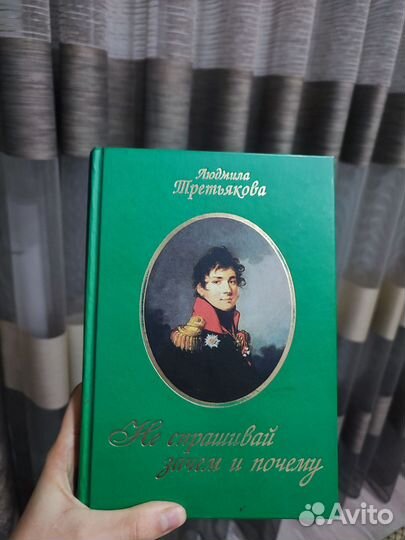 Людмила
Третьякова
Не спрашивай
зачем и почему
Avito